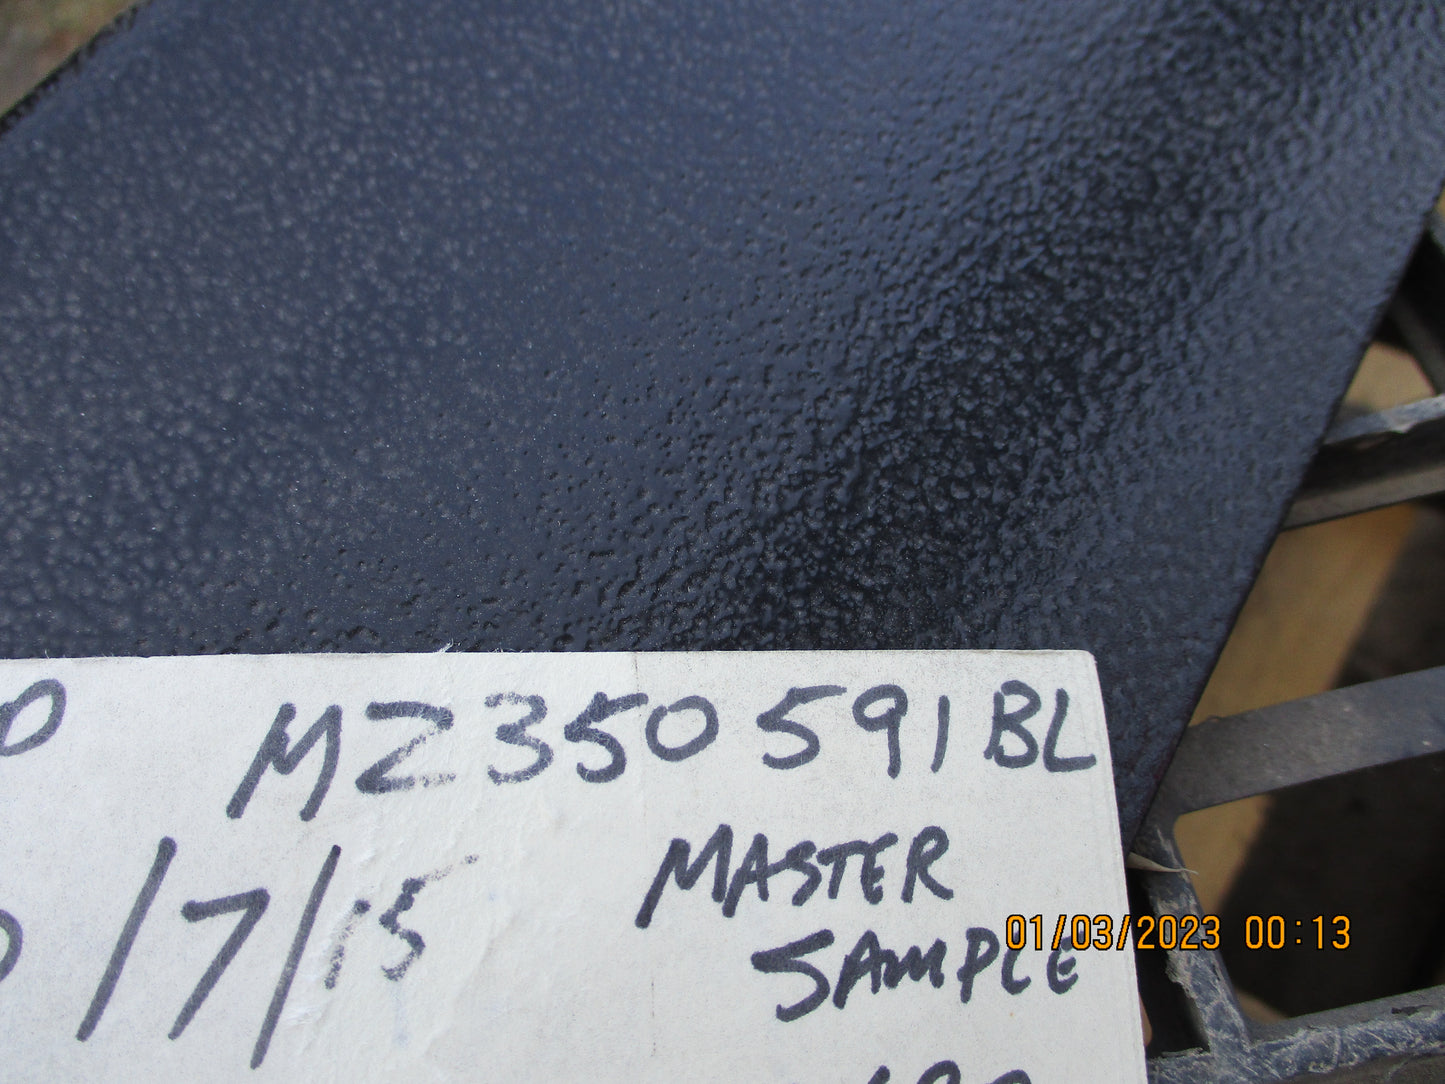 MZ350591BL
/7/15
MASTER
SAMPLE
01/03/2023 00:13